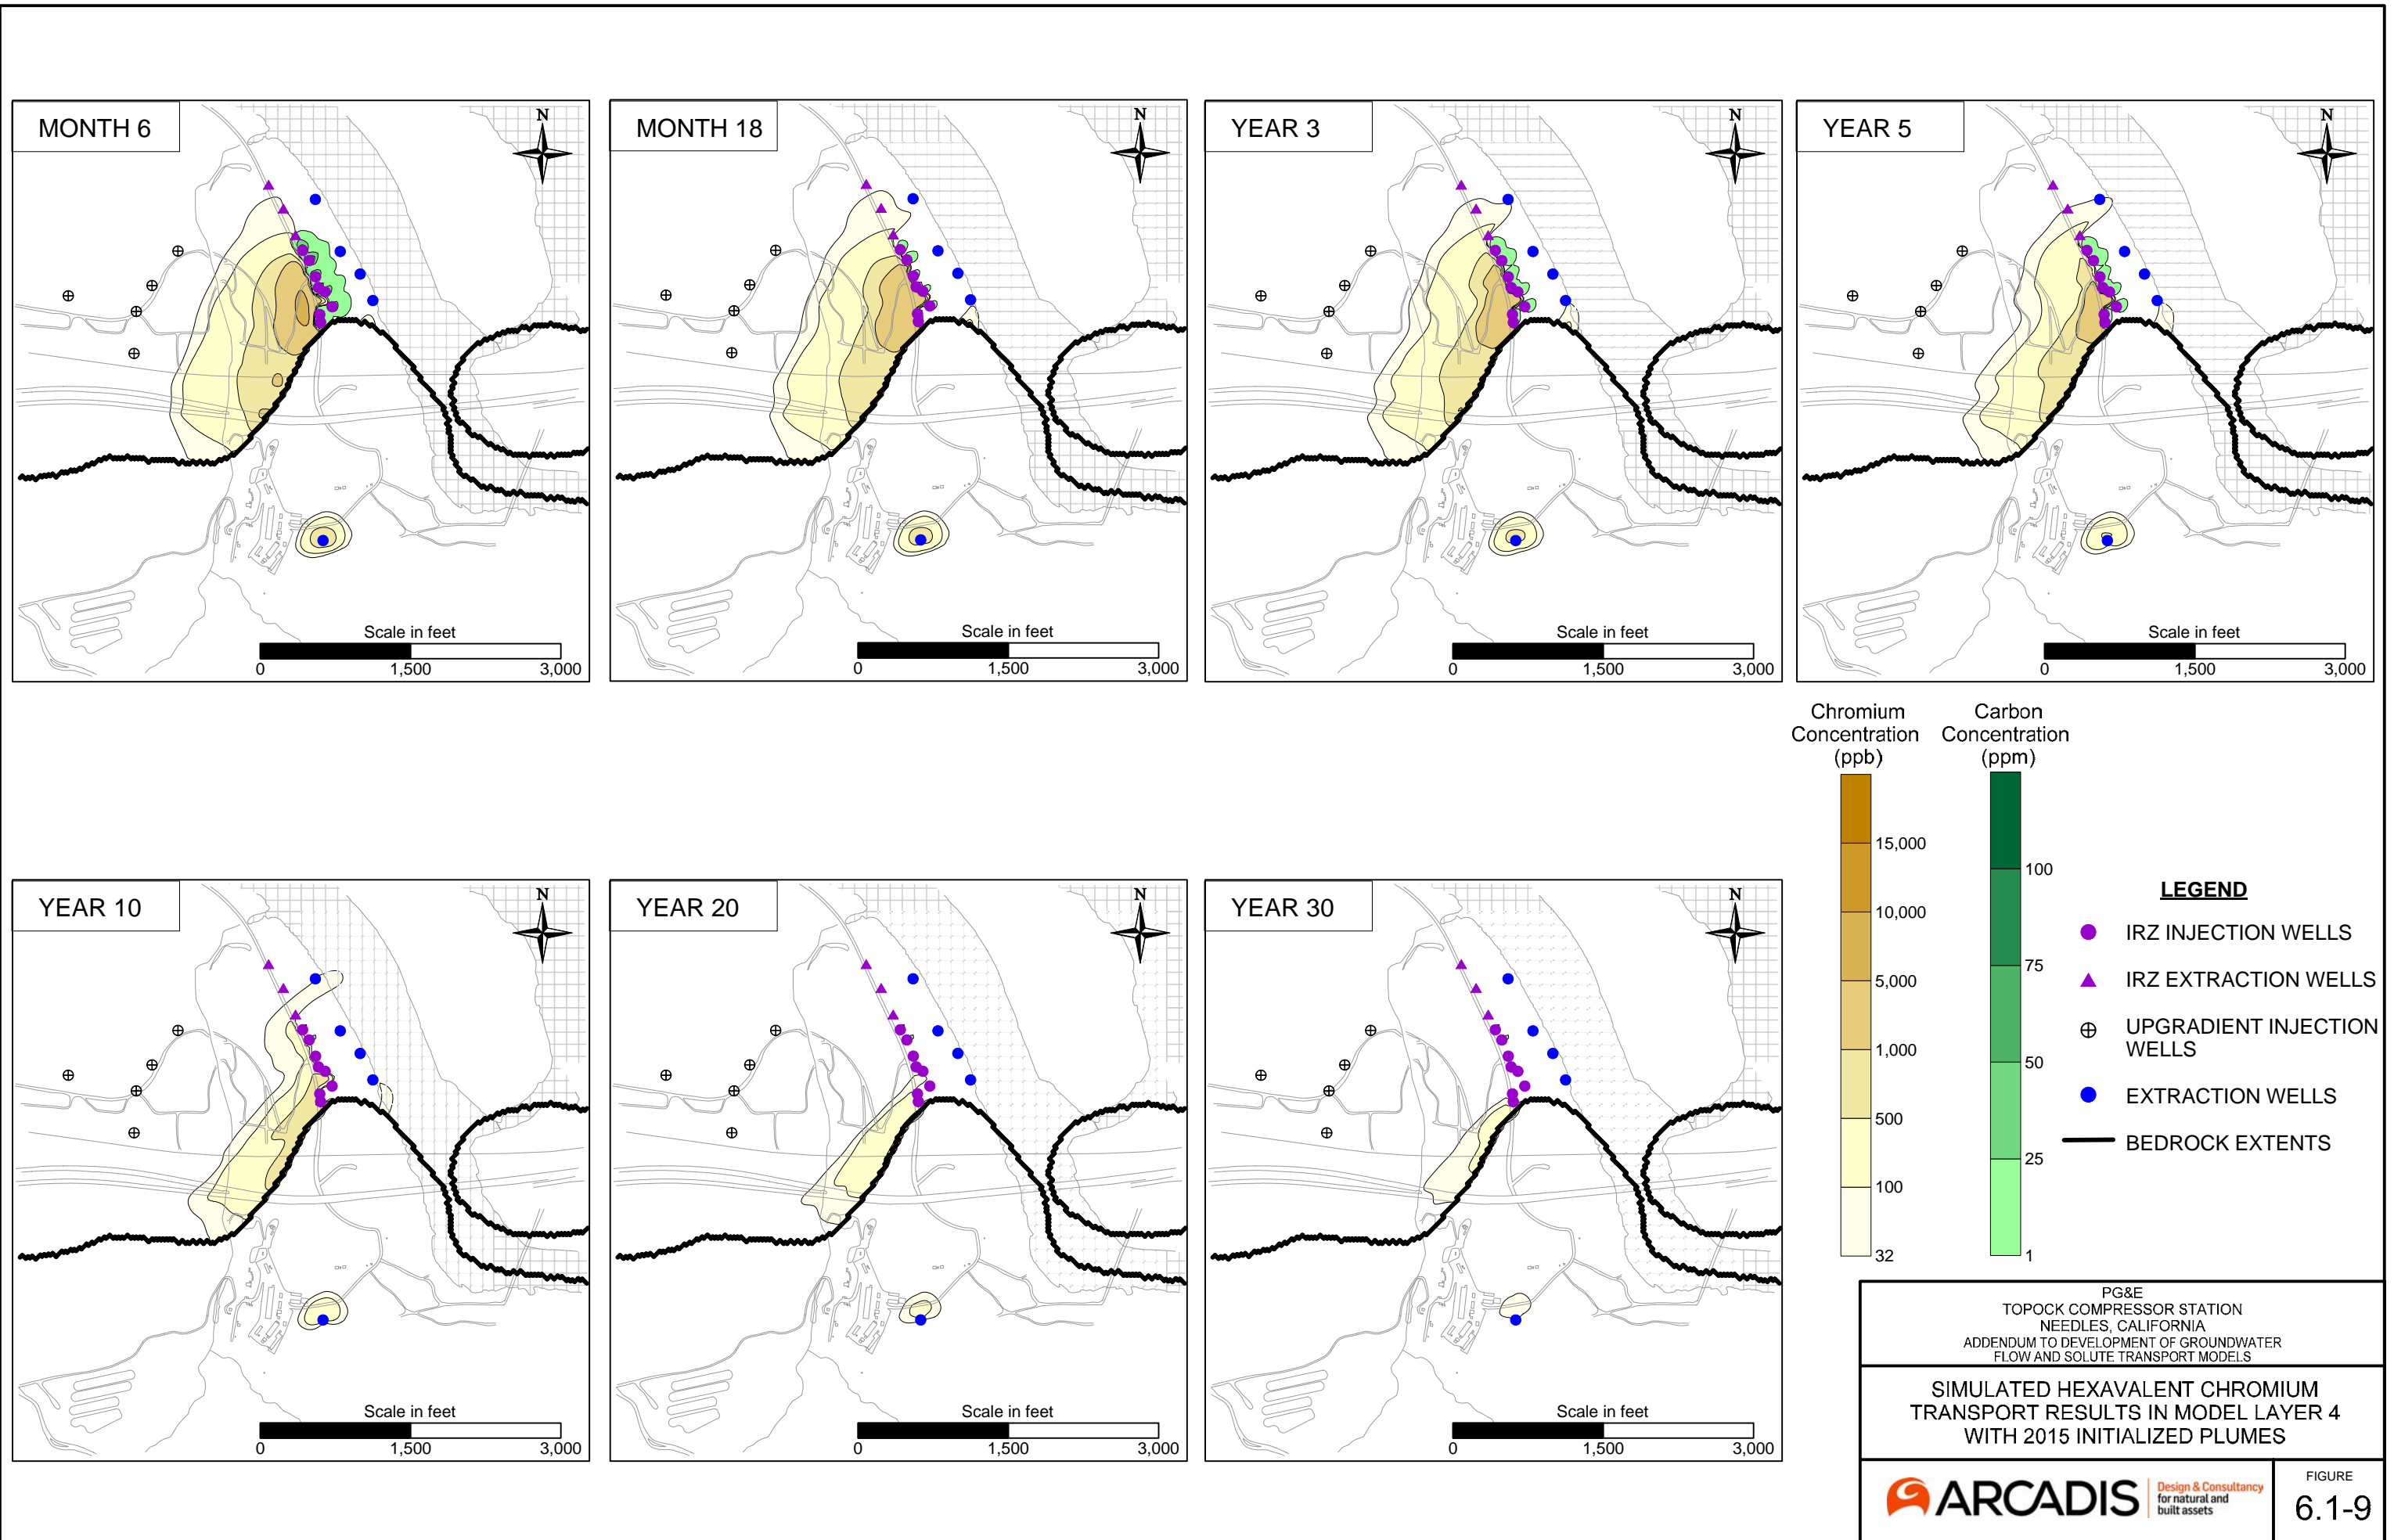 MONTH 6
N
Scale in feet
0 1,500 3,000
MONTH 18
N
Scale in feet
0 1,500 3,000
YEAR 3
N
Scale in feet
0 1,500 3,000
YEAR 5
N
Scale in feet
0 1,500 3,000
YEAR 10
N
Scale in feet
0 1,500 3,000
YEAR 20
N
Scale in feet
0 1,500 3,000
YEAR 30
N
Scale in feet
0 1,500 3,000
Chromium
Concentration
(ppb)
15,000
10,000
5,000
1,000
500
100
32
Carbon
Concentration
(ppm)
100
75
50
25
1
LEGEND
IRZ INJECTION WELLS
IRZ EXTRACTION WELLS
UPGRADIENT INJECTION
WELLS
EXTRACTION WELLS
BEDROCK EXTENTS
PG&E
TOPOCK COMPRESSOR STATION
NEEDLES, CALIFORNIA
ADDENDUM TO DEVELOPMENT OF GROUNDWATER
FLOW AND SOLUTE TRANSPORT MODELS
SIMULATED HEXAVALENT CHROMIUM
TRANSPORT RESULTS IN MODEL LAYER 4
WITH 2015 INITIALIZED PLUMES
ARCADIS
Design & Consultancy
for natural and
built assets
FIGURE
6.1-9